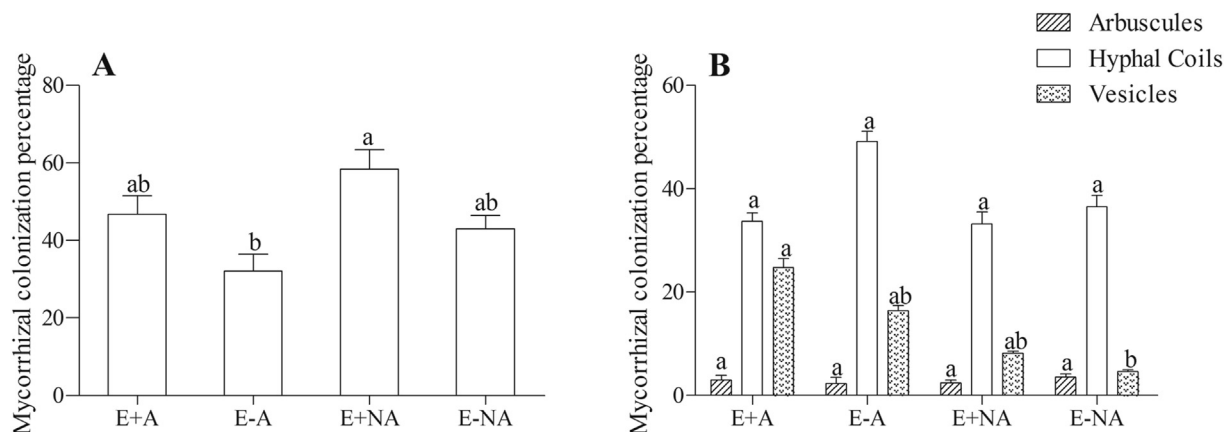 Arbuscules
Hyphal Coils
Vesicles
A
Mycorrhizal colonization percentage
80
60
40
20
0
ab
b
a
ab
E+A E-A E+NA E-NA
B
Mycorrhizal colonization percentage
60
40
20
0
a a a
a a ab
a a ab
a a b
E+A E-A E+NA E-NA